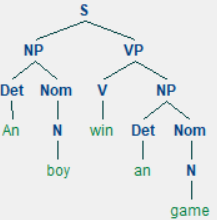 S
NP VP
Det Nom V NP
An N win Det Nom
boy an N
game